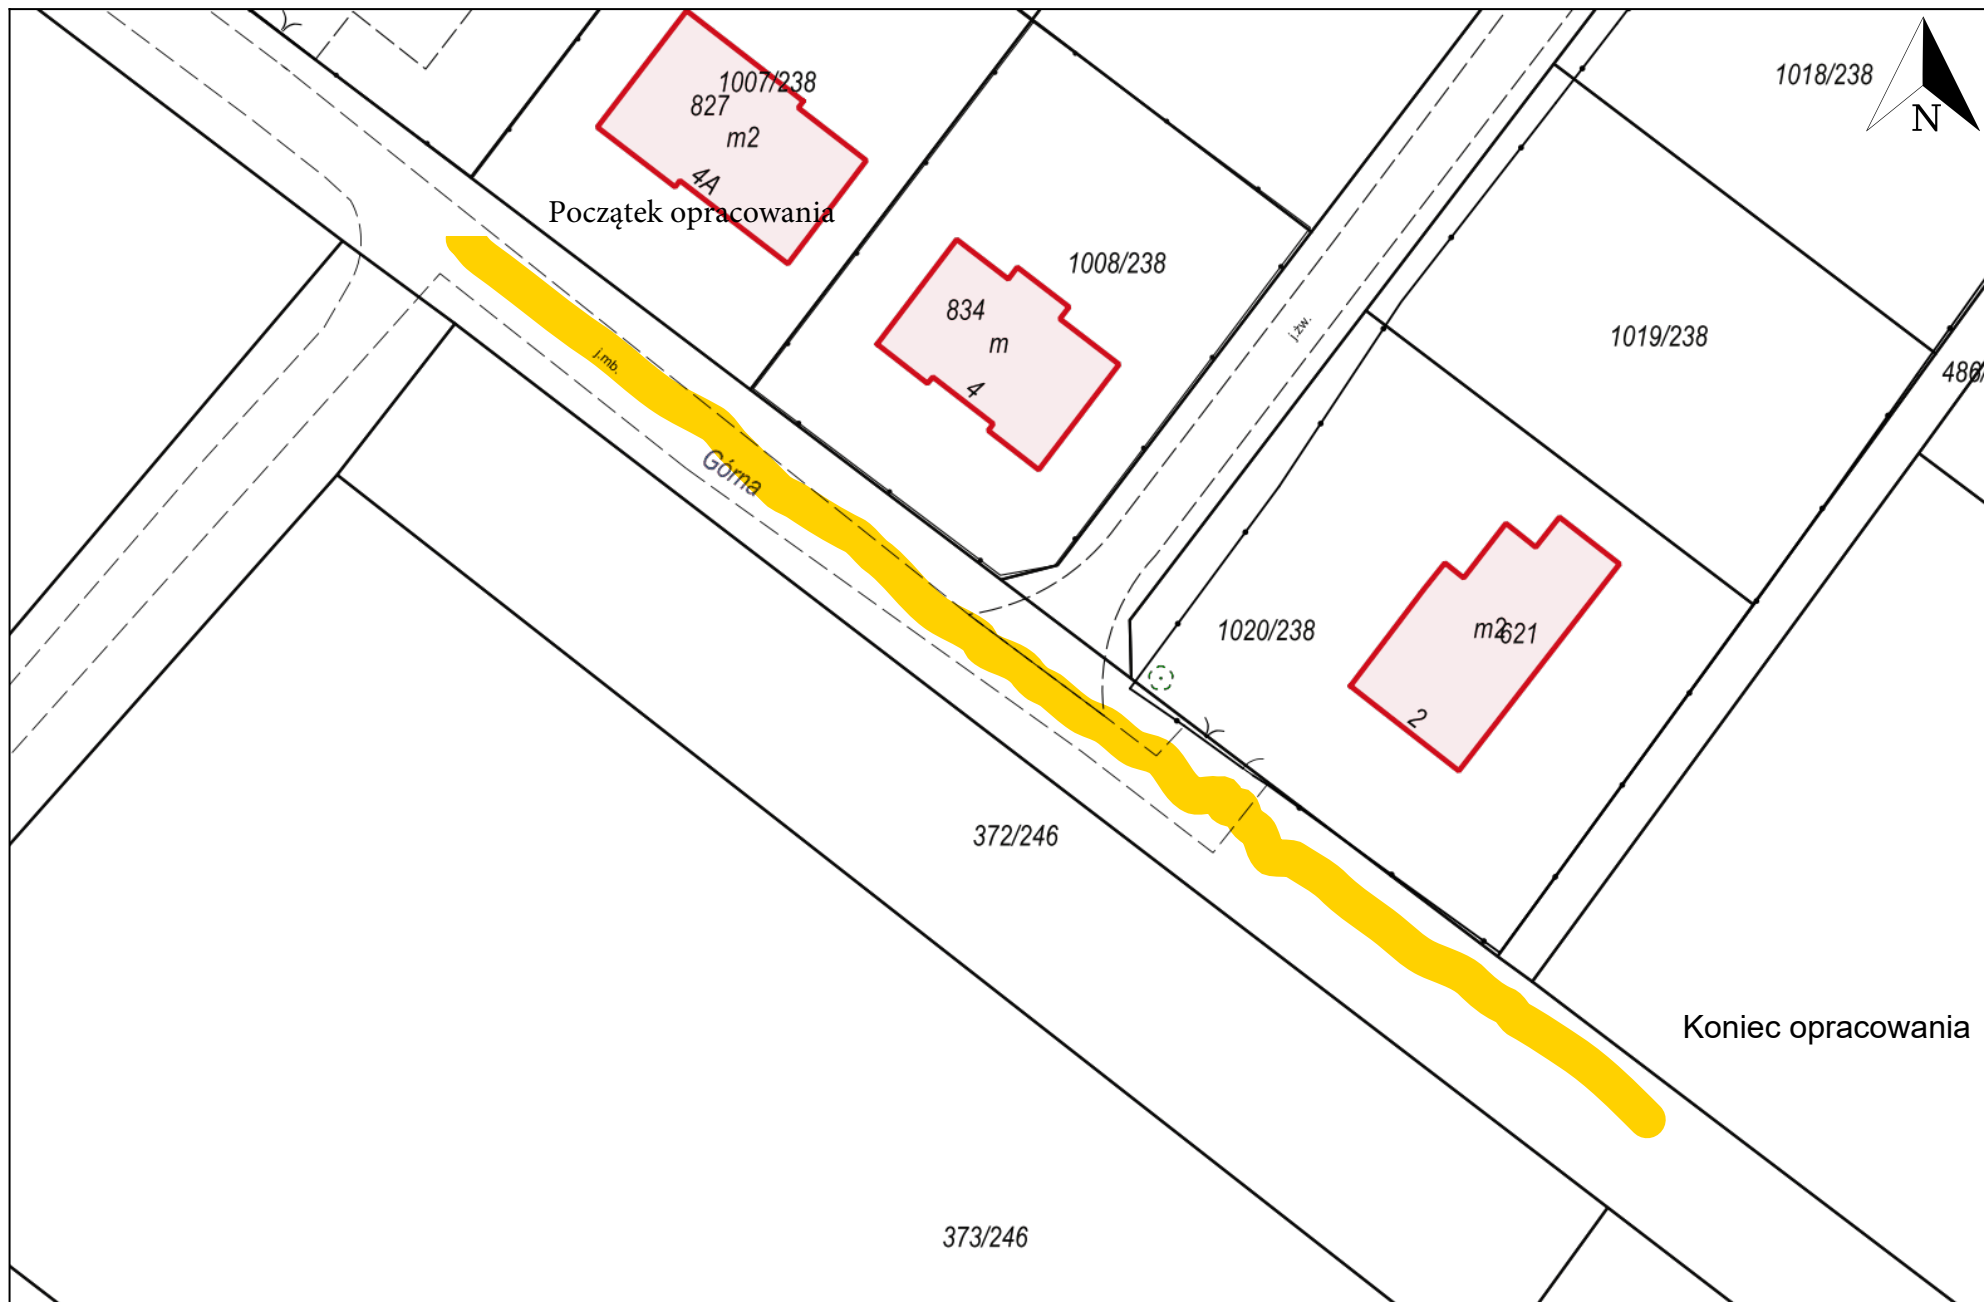 1007/238
827
m2
4A
1018/238
N
Początek opracowania
1008/238
834
m
4
j.żw.
1019/238
486/
j.mb.
Górna
1020/238
m2
621
2
372/246
Koniec opracowania
373/246